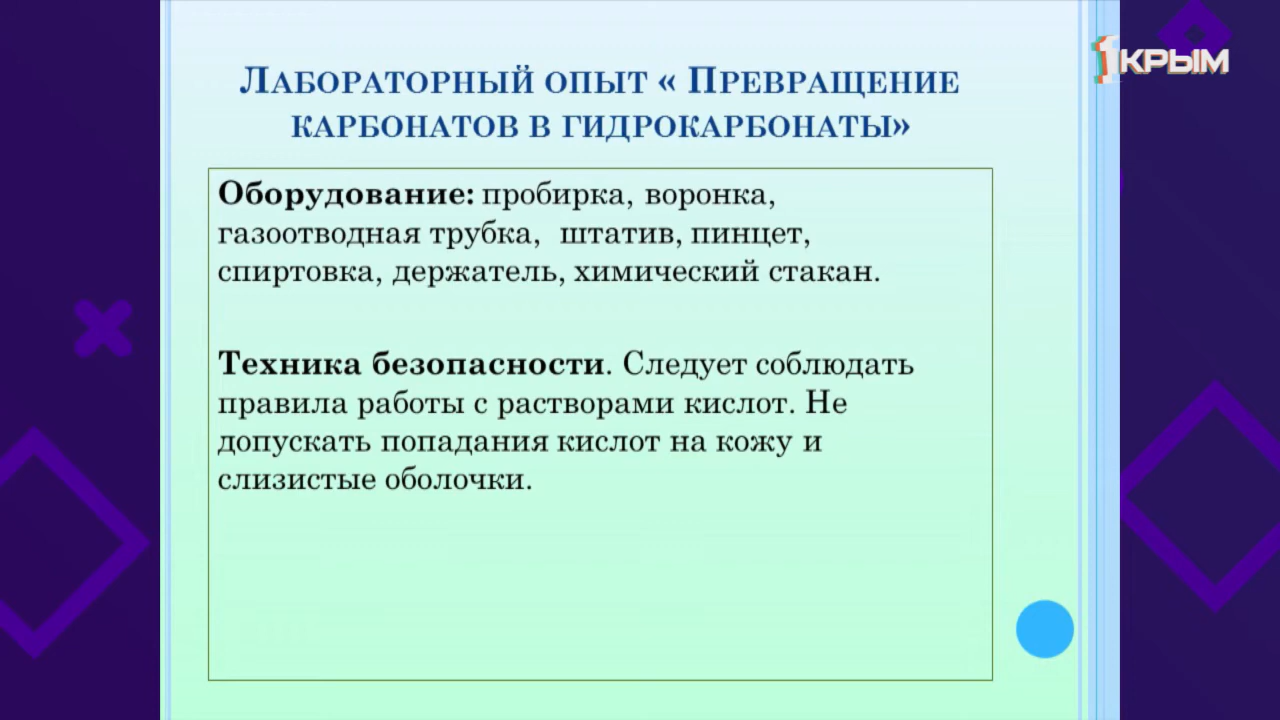 1КРЫМ
ЛАБОРАТОРНЫЙ ОПЫТ « ПРЕВРАЩЕНИЕ
КАРБОНАТОВ В ГИДРОКАРБОНАТЫ»
Оборудование: пробирка, воронка,
газоотводная трубка,  штатив, пинцет,
спиртовка, держатель, химический стакан.
Техника безопасности. Следует соблюдать
правила работы с растворами кислот. Не
допускать попадания кислот на кожу и
слизистые оболочки.